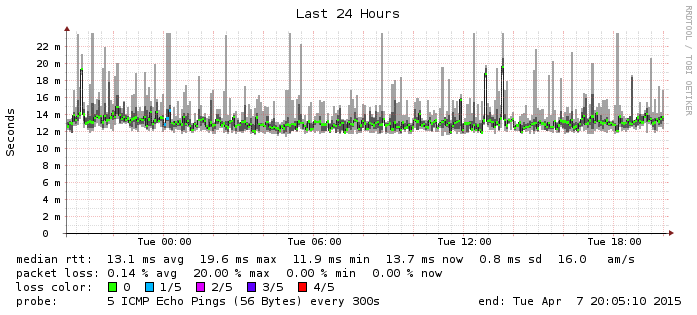 Last 24 Hours
RRDTOOL / TOBI OETIKER
Seconds
22 m
20 m
18 m
16 m
14 m
12 m
10 m
8 m
6 m
4 m
2 m
0
Tue 00:00 Tue 06:00 Tue 12:00 Tue 18:00
median rtt: 13.1 ms avg 19.6 ms max 11.9 ms min 13.7 ms now 0.8 ms sd 16.0 am/s
packet loss: 0.14 % avg 20.00 % max 0.00 % min 0.00 % now
loss color: 0 1/5 2/5 3/5 4/5
probe: 5 ICMP Echo Pings (56 Bytes) every 300s end: Tue Apr 7 20:05:10 2015